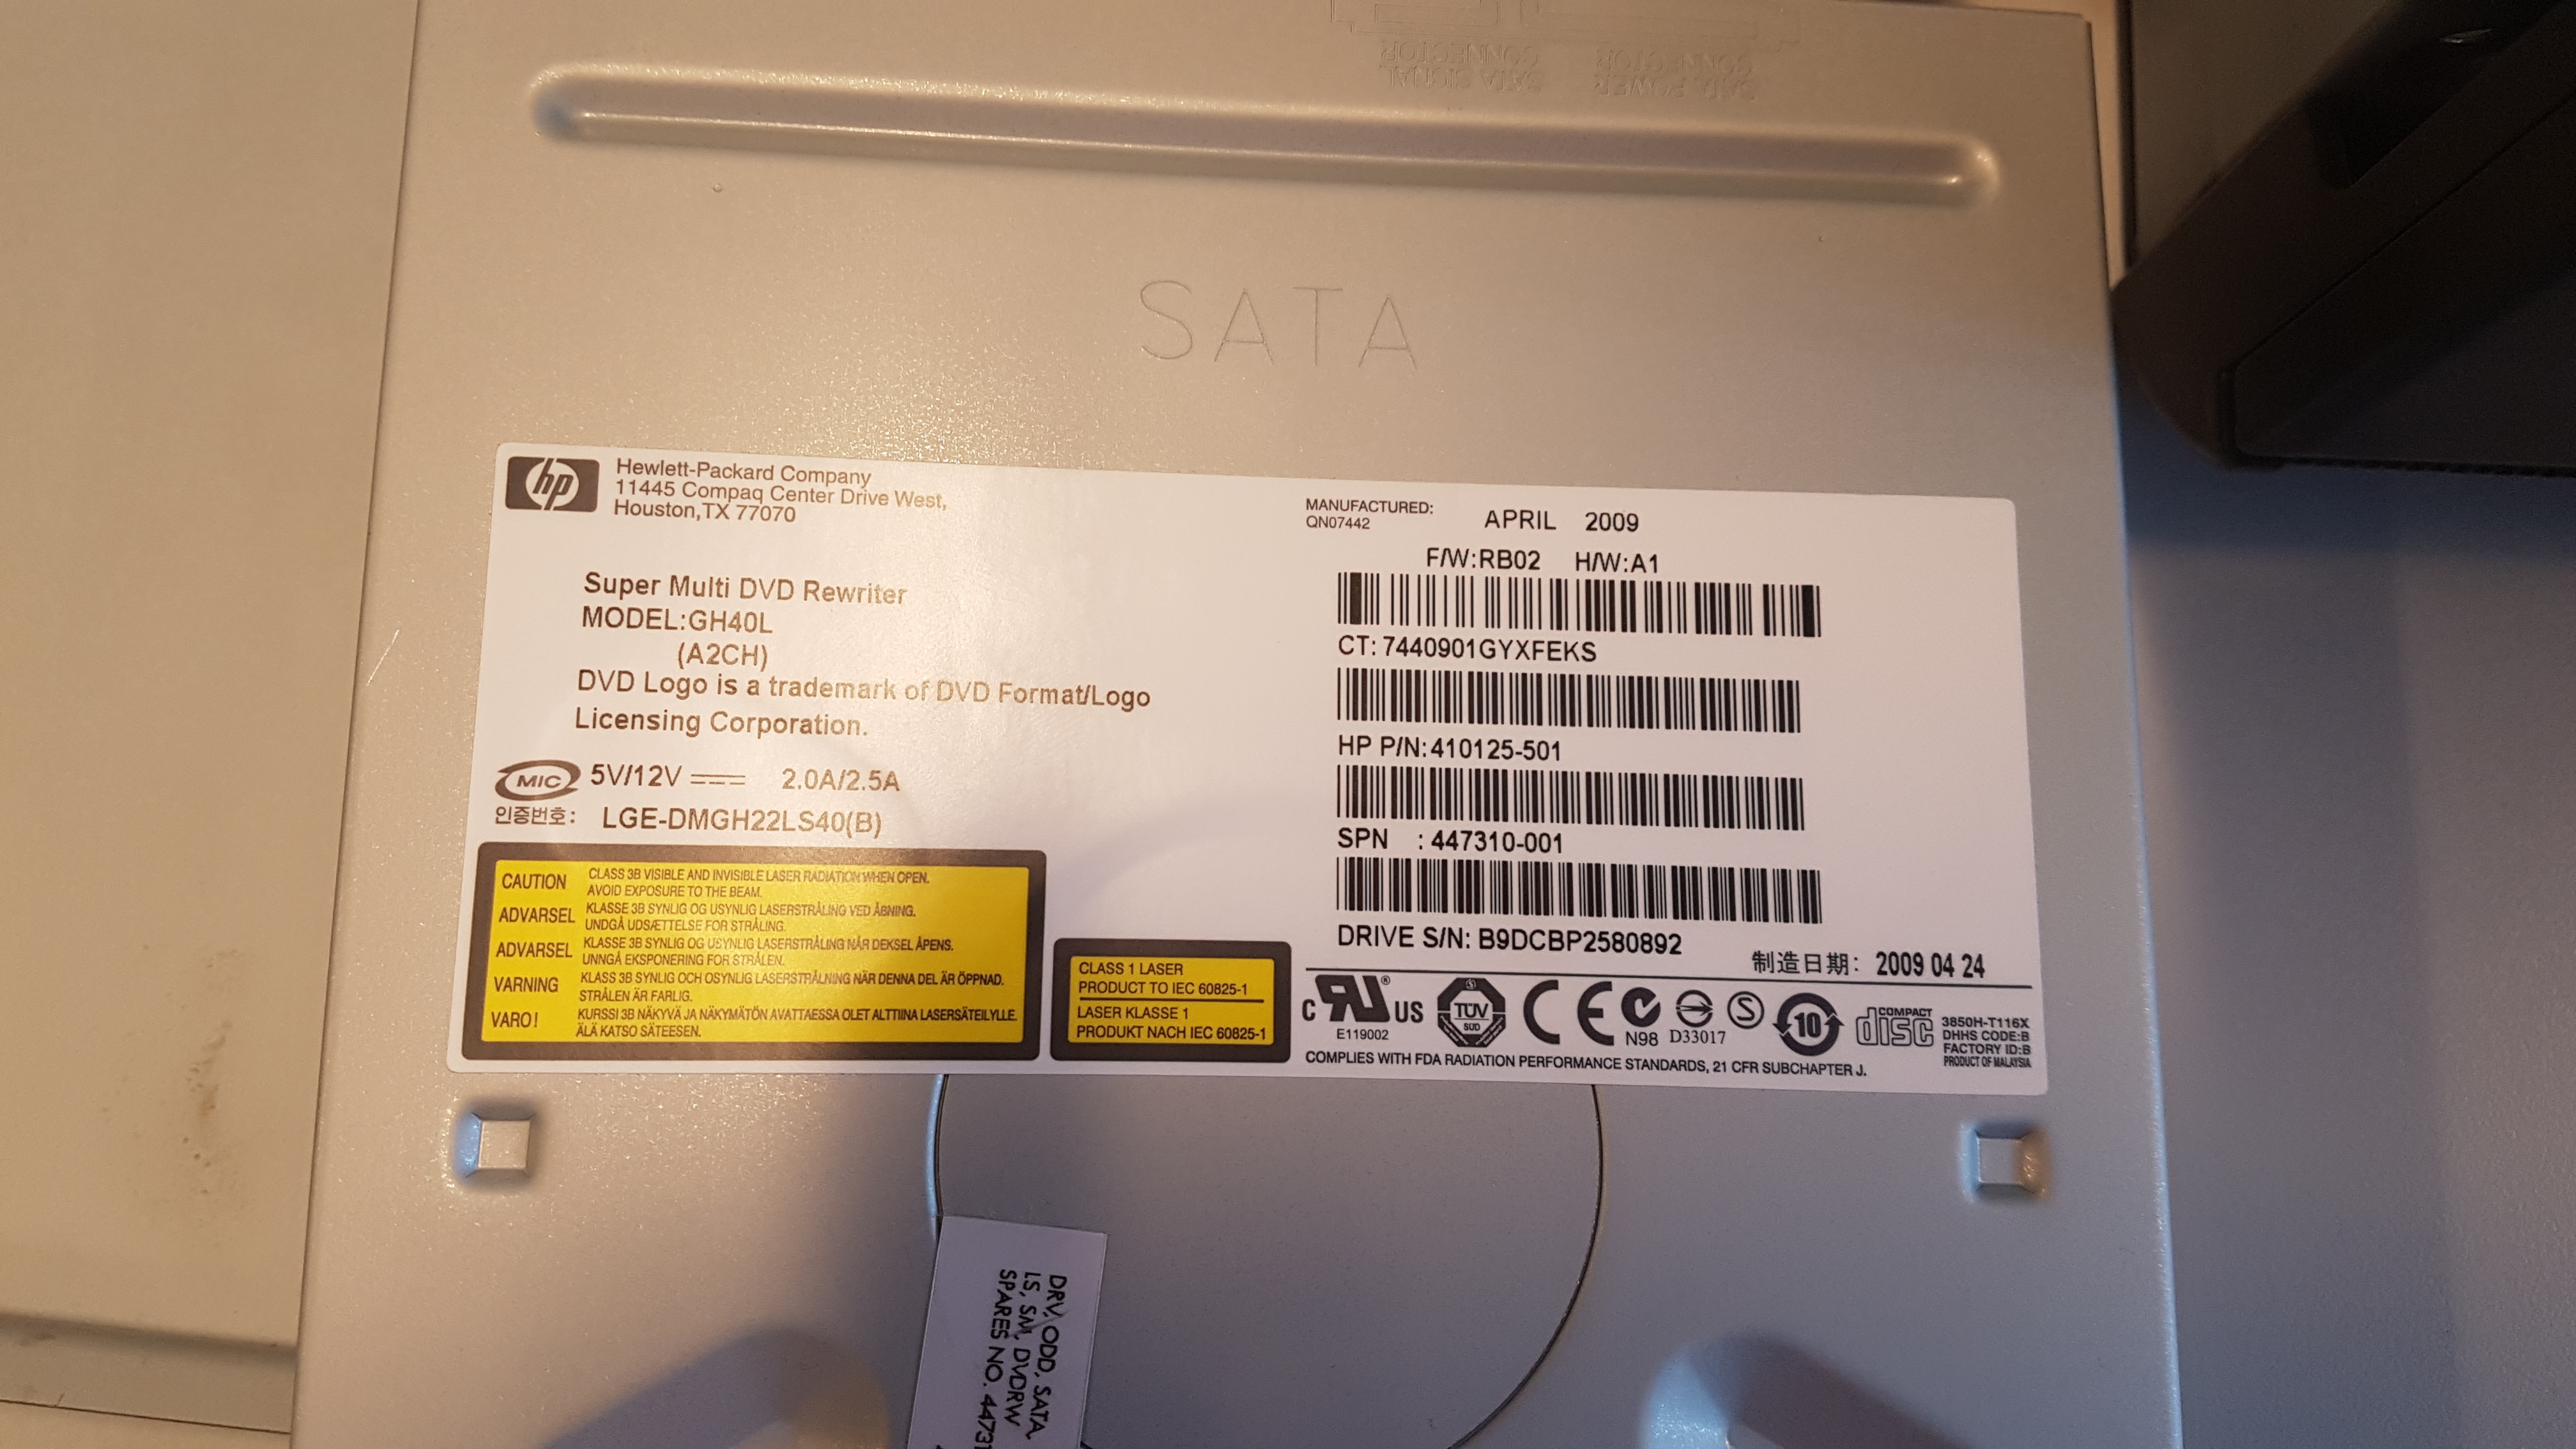 SATA POWER
CONNECTOR
SATA SIGNAL
CONNECTOR
SATA
hp
Hewlett-Packard Company
11445 Compaq Center Drive West,
Houston,TX 77070
Super Multi DVD Rewriter
MODEL:GH40L
(A2CH)
DVD Logo is a trademark of DVD Format/Logo
Licensing Corporation.
MIC 5V/12V 2.0A/2.5A
인증번호: LGE-DMGH22LS40(B)
CAUTION CLASS 3B VISIBLE AND INVISIBLE LASER RADIATION WHEN OPEN.
AVOID EXPOSURE TO THE BEAM.
ADVARSEL KLASSE 3B SYNLIG OG USYNLIG LASERSTRÅLING VED ÅBNING.
UNDGÅ UDSÆTTELSE FOR STRÅLING.
ADVARSEL KLASSE 3B SYNLIG OG USYNLIG LASERSTRÅLING NÅR DEKSEL ÅPENS.
UNNGÅ EKSPONERING FOR STRÅLEN.
VARNING KLASS 3B SYNLIG OCH OSYNLIG LASERSTRÅLNING NÄR DENNA DEL ÄR ÖPPNAD.
STRÅLEN ÄR FARLIG.
VARO! KURSSI 3B NÄKYVÄ JA NÄKYMÄTÖN AVATTAESSA OLET ALTTIINA LASERSÄTEILYLLE.
ÄLÄ KATSO SÄTEESEN.
CLASS 1 LASER
PRODUCT TO IEC 60825-1
LASER KLASSE 1
PRODUKT NACH IEC 60825-1
MANUFACTURED: APRIL 2009
QN07442
F/W:RB02 H/W:A1
CT: 7440901GYXFEKS
HP P/N:410125-501
SPN : 447310-001
DRIVE S/N: B9DCBP2580892
制造日期: 2009 04 24
C RU® US
E119002
TÜV
SÜD
CE
N98
D33017
S
10
COMPACT
disc
3850H-T116X
DHHS CODE:B
FACTORY ID:B
PRODUCT OF MALAYSIA
COMPLIES WITH FDA RADIATION PERFORMANCE STANDARDS, 21 CFR SUBCHAPTER J.
DRV, ODD, SATA
LS, SM, DVDRW
SPARES NO. 44731